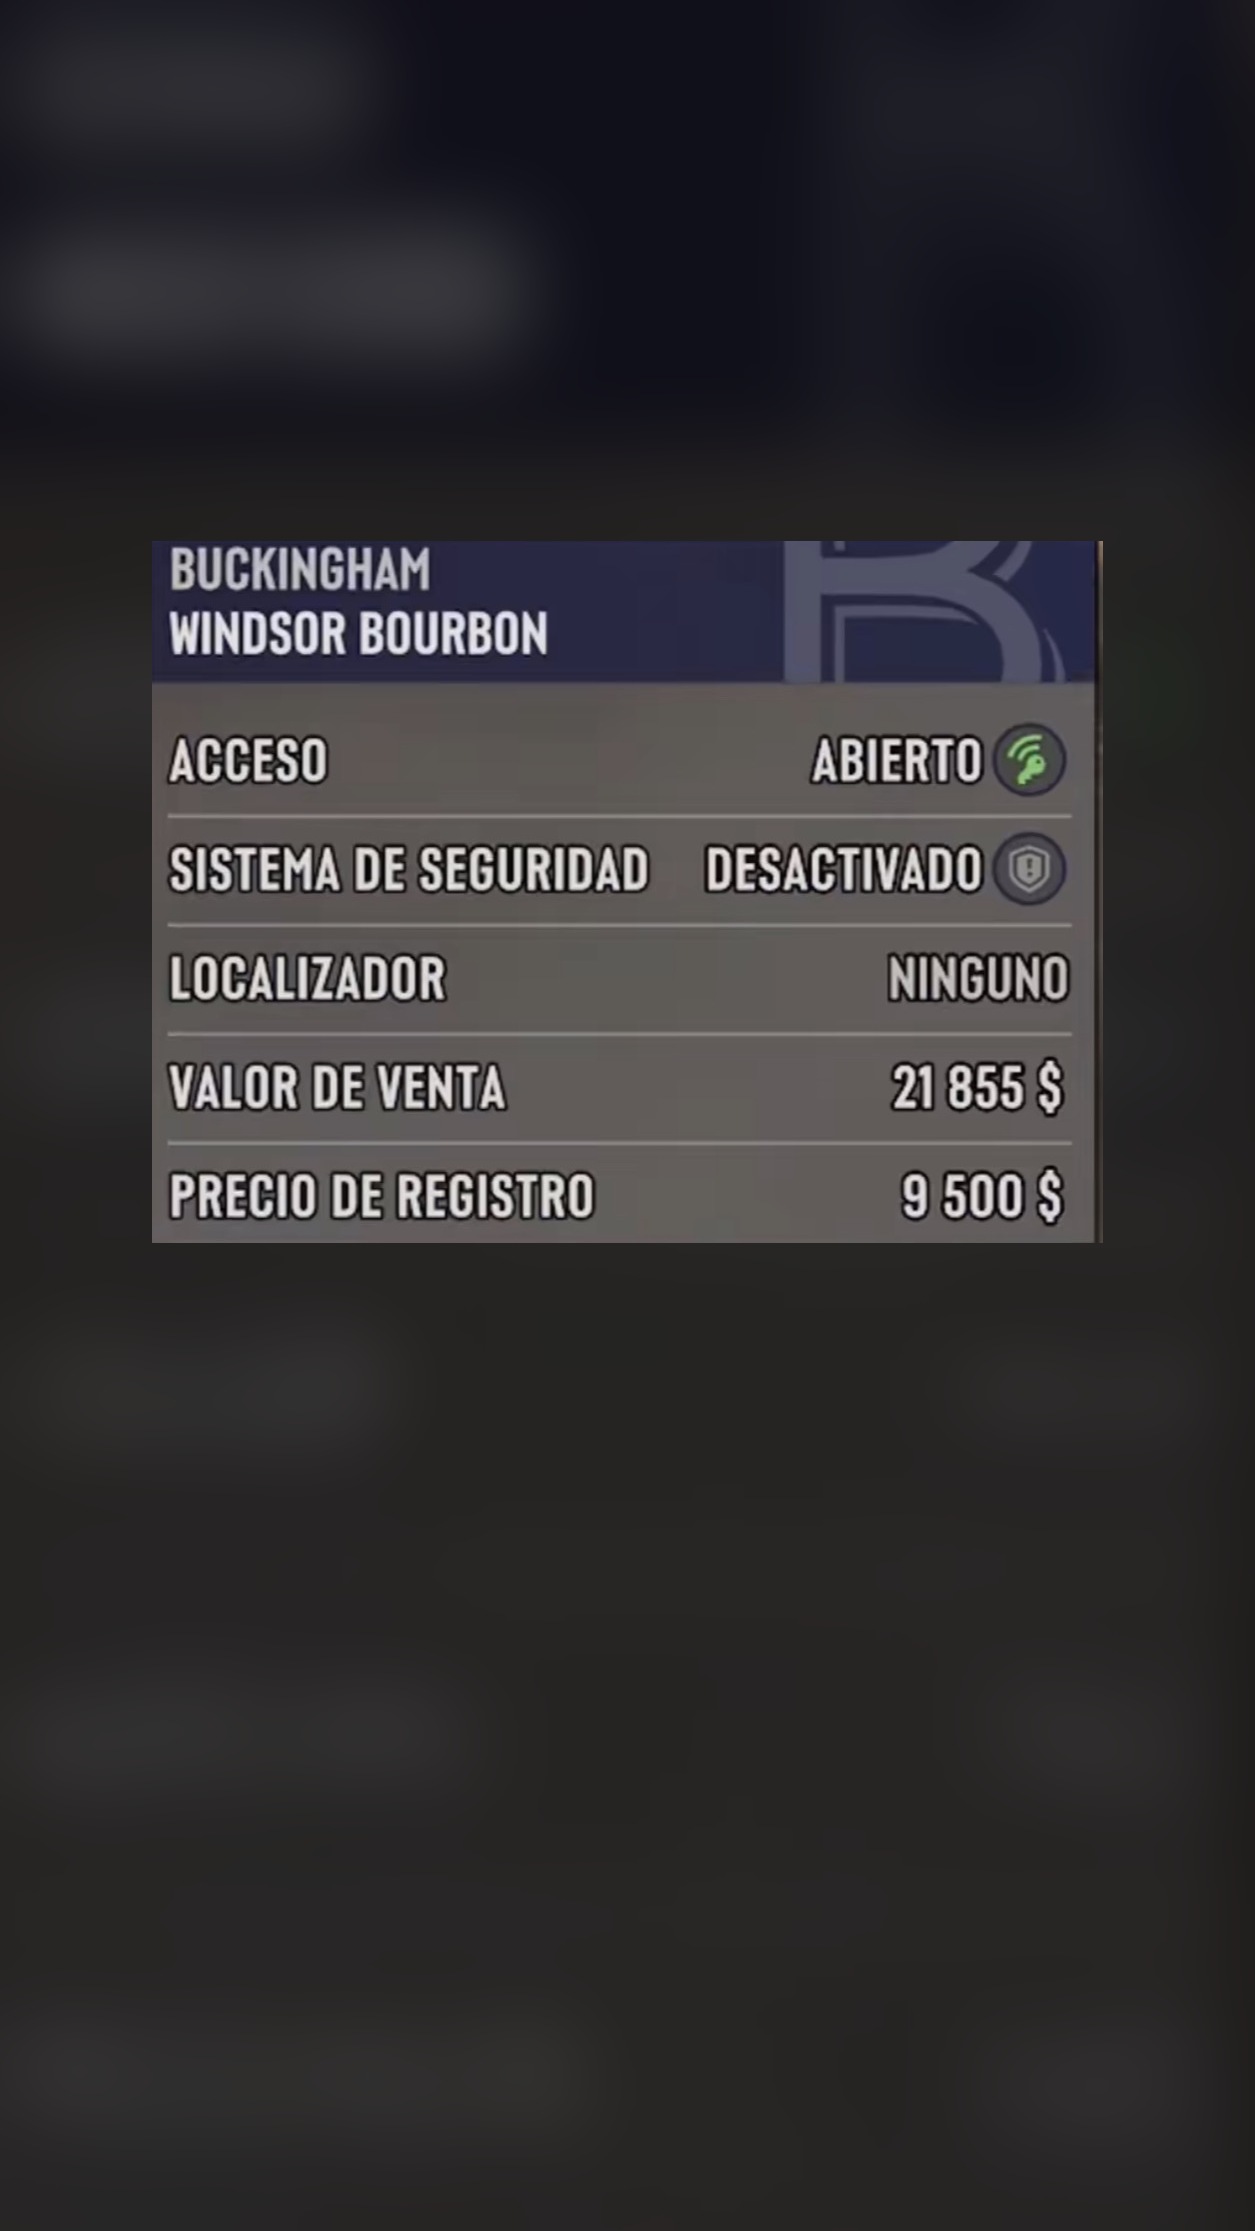 BUCKINGHAM
WINDSOR BOURBON
ACCESO ABIERTO
SISTEMA DE SEGURIDAD DESACTIVADO
LOCALIZADOR NINGUNO
VALOR DE VENTA 21 855 $
PRECIO DE REGISTRO 9 500 $